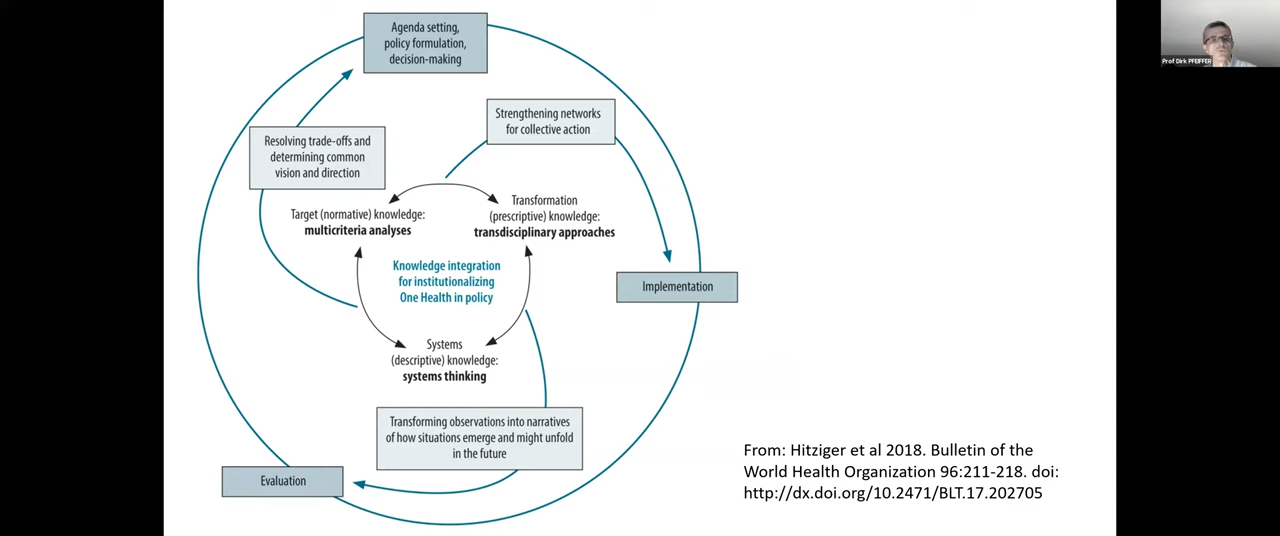 Agenda setting,
policy formulation,
decision-making
Prof Dirk PFEIFFER
Strengthening networks
for collective action
Resolving trade-offs and
determining common
vision and direction
Target (normative) knowledge:
multicriteria analyses
Transformation
(prescriptive) knowledge:
transdisciplinary approaches
Knowledge integration
for institutionalizing
One Health in policy
Implementation
Systems
(descriptive) knowledge:
systems thinking
Transforming observations into narratives
of how situations emerge and might unfold
in the future
Evaluation
From: Hitziger et al 2018. Bulletin of the
World Health Organization 96:211-218. doi:
http://dx.doi.org/10.2471/BLT.17.202705